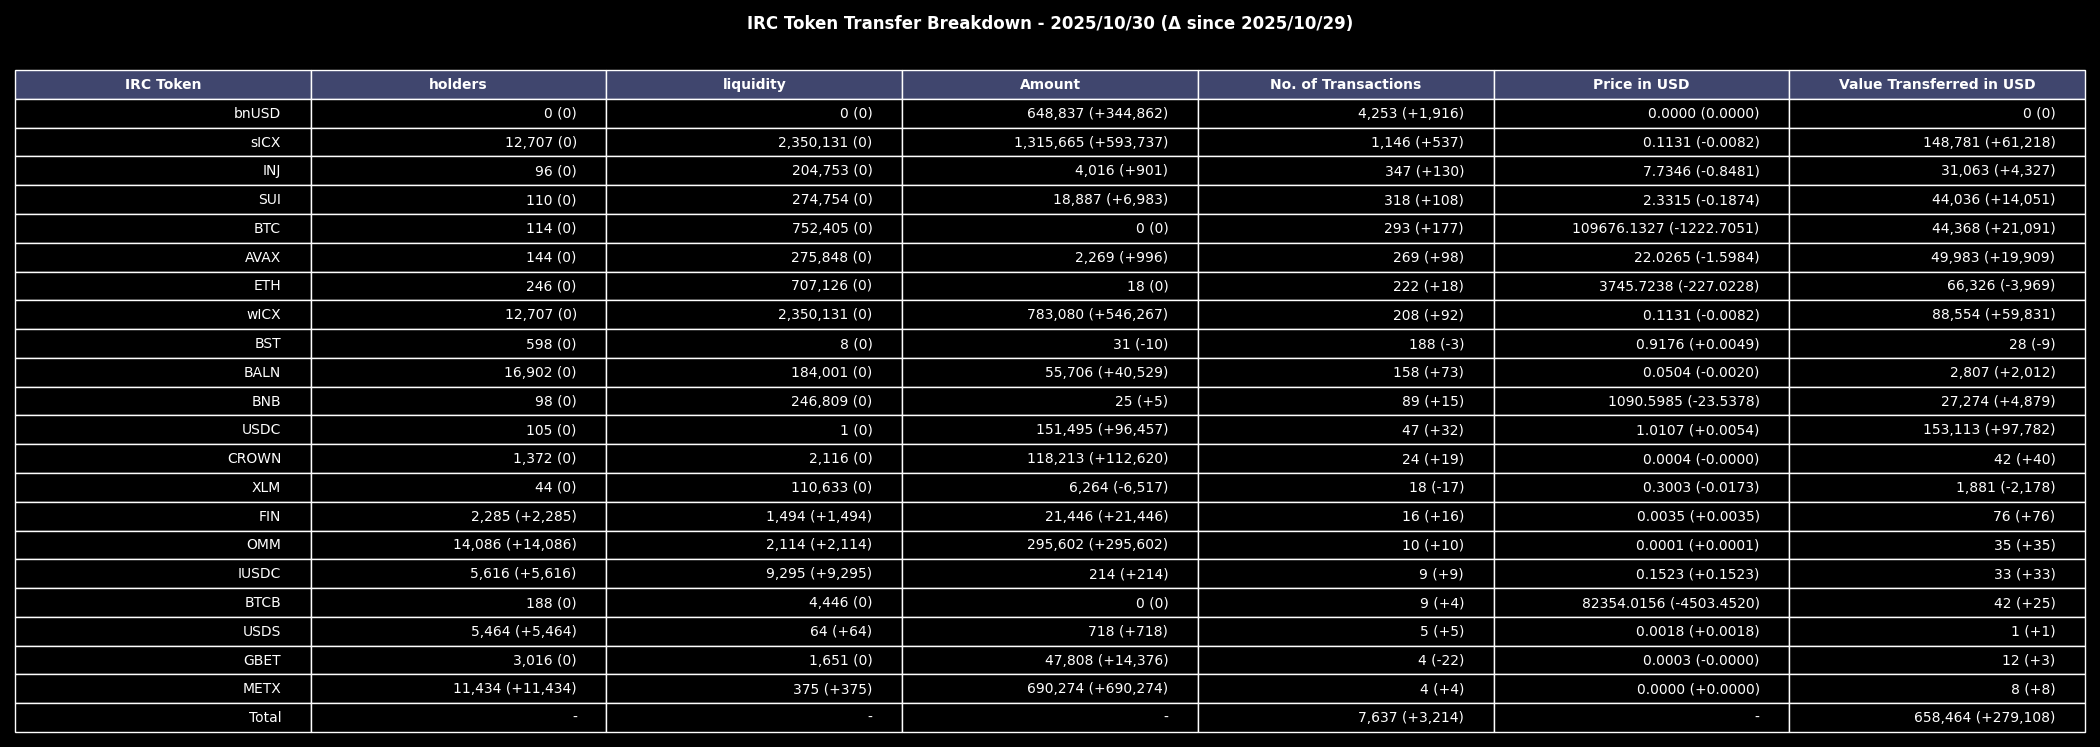 IRC Token Transfer Breakdown - 2025/10/30 (Δ since 2025/10/29)
IRC Token holders liquidity Amount No. of Transactions Price in USD Value Transferred in USD
bnUSD 0 (0) 0 (0) 648,837 (+344,862) 4,253 (+1,916) 0.0000 (0.0000) 0 (0)
sICX 12,707 (0) 2,350,131 (0) 1,315,665 (+593,737) 1,146 (+537) 0.1131 (-0.0082) 148,781 (+61,218)
INJ 96 (0) 204,753 (0) 4,016 (+901) 347 (+130) 7.7346 (-0.8481) 31,063 (+4,327)
SUI 110 (0) 274,754 (0) 18,887 (+6,983) 318 (+108) 2.3315 (-0.1874) 44,036 (+14,051)
BTC 114 (0) 752,405 (0) 0 (0) 293 (+177) 109676.1327 (-1222.7051) 44,368 (+21,091)
AVAX 144 (0) 275,848 (0) 2,269 (+996) 269 (+98) 22.0265 (-1.5984) 49,983 (+19,909)
ETH 246 (0) 707,126 (0) 18 (0) 222 (+18) 3745.7238 (-227.0228) 66,326 (-3,969)
wICX 12,707 (0) 2,350,131 (0) 783,080 (+546,267) 208 (+92) 0.1131 (-0.0082) 88,554 (+59,831)
BST 598 (0) 8 (0) 31 (-10) 188 (-3) 0.9176 (+0.0049) 28 (-9)
BALN 16,902 (0) 184,001 (0) 55,706 (+40,529) 158 (+73) 0.0504 (-0.0020) 2,807 (+2,012)
BNB 98 (0) 246,809 (0) 25 (+5) 89 (+15) 1090.5985 (-23.5378) 27,274 (+4,879)
USDC 105 (0) 1 (0) 151,495 (+96,457) 47 (+32) 1.0107 (+0.0054) 153,113 (+97,782)
CROWN 1,372 (0) 2,116 (0) 118,213 (+112,620) 24 (+19) 0.0004 (-0.0000) 42 (+40)
XLM 44 (0) 110,633 (0) 6,264 (-6,517) 18 (-17) 0.3003 (-0.0173) 1,881 (-2,178)
FIN 2,285 (+2,285) 1,494 (+1,494) 21,446 (+21,446) 16 (+16) 0.0035 (+0.0035) 76 (+76)
OMM 14,086 (+14,086) 2,114 (+2,114) 295,602 (+295,602) 10 (+10) 0.0001 (+0.0001) 35 (+35)
IUSDC 5,616 (+5,616) 9,295 (+9,295) 214 (+214) 9 (+9) 0.1523 (+0.1523) 33 (+33)
BTCB 188 (0) 4,446 (0) 0 (0) 9 (+4) 82354.0156 (-4503.4520) 42 (+25)
USDS 5,464 (+5,464) 64 (+64) 718 (+718) 5 (+5) 0.0018 (+0.0018) 1 (+1)
GBET 3,016 (0) 1,651 (0) 47,808 (+14,376) 4 (-22) 0.0003 (-0.0000) 12 (+3)
METX 11,434 (+11,434) 375 (+375) 690,274 (+690,274) 4 (+4) 0.0000 (+0.0000) 8 (+8)
Total - - - 7,637 (+3,214) - 658,464 (+279,108)